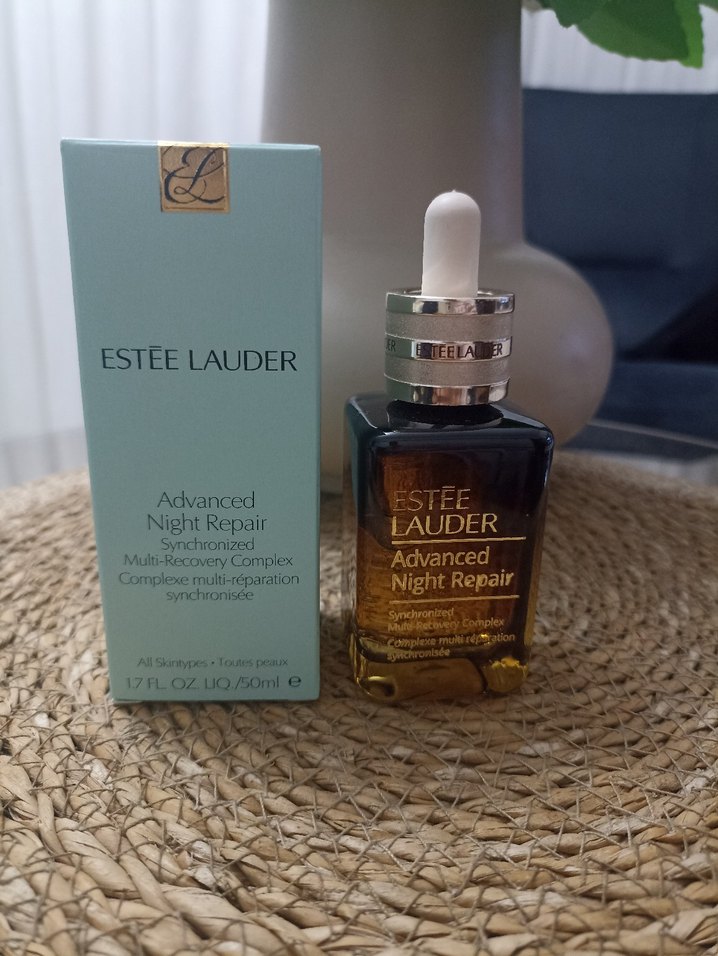 EL
ESTĒE LAUDER
Advanced
Night Repair
Synchronized
Multi-Recovery Complex
Complexe multi-réparation
synchronisée
All Skintypes • Toutes peaux
1.7 FL. OZ. LIQ./50ml ℮
ESTĒE LAUDER
ESTĒE
LAUDER
Advanced
Night Repair
Synchronized
Multi-Recovery Complex
Complexe multi réparation
synchronisée